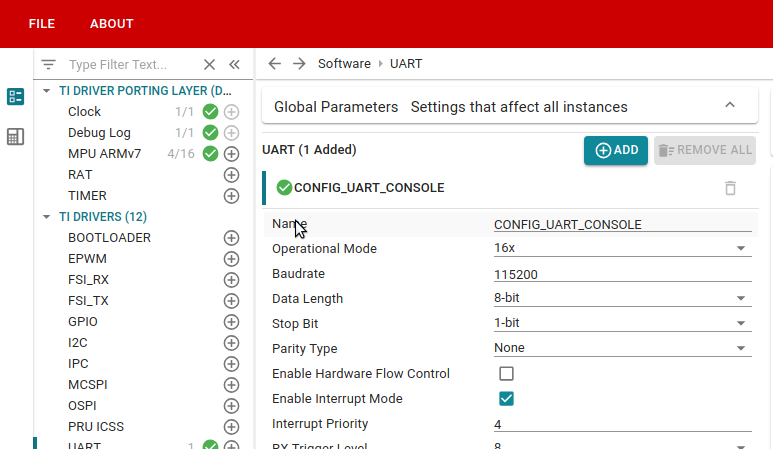 FILE ABOUT
Type Filter Text...
Software UART
TI DRIVER PORTING LAYER (D...
Clock 1/1
Debug Log 1/1
MPU ARMv7 4/16
RAT
TIMER
TI DRIVERS (12)
BOOTLOADER
EPWM
FSI_RX
FSI_TX
GPIO
I2C
IPC
MCSPI
OSPI
PRU ICSS
UART 1
Global Parameters Settings that affect all instances
UART (1 Added) ADD REMOVE ALL
CONFIG_UART_CONSOLE
Name CONFIG_UART_CONSOLE
Operational Mode 16x
Baudrate 115200
Data Length 8-bit
Stop Bit 1-bit
Parity Type None
Enable Hardware Flow Control
Enable Interrupt Mode
Interrupt Priority 4
RX Trigger Level 8